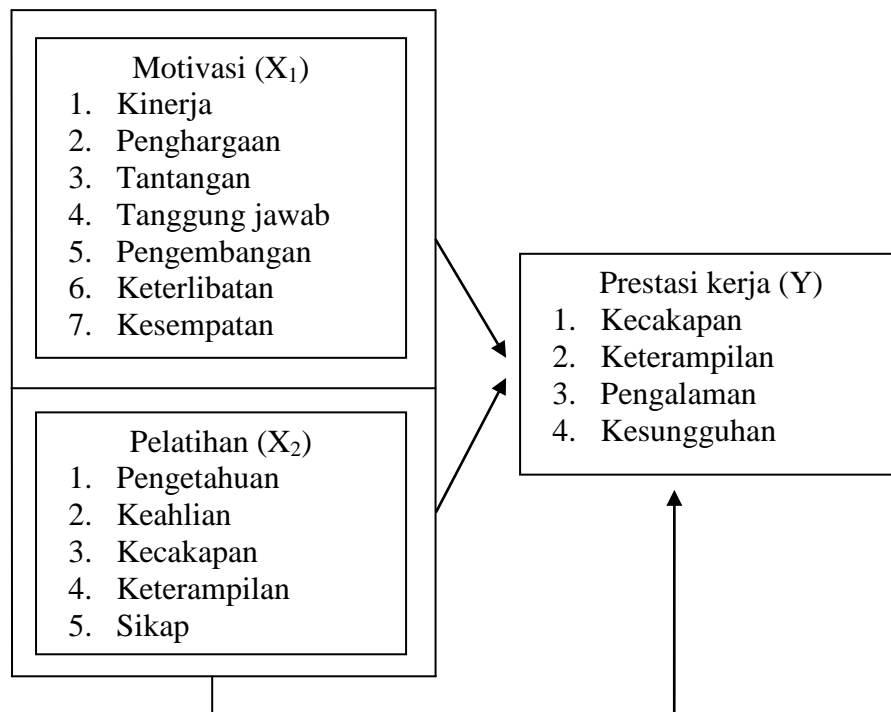 Motivasi (X₁)
1. Kinerja
2. Penghargaan
3. Tantangan
4. Tanggung jawab
5. Pengembangan
6. Keterlibatan
7. Kesempatan
Pelatihan (X₂)
1. Pengetahuan
2. Keahlian
3. Kecakapan
4. Keterampilan
5. Sikap
Prestasi kerja (Y)
1. Kecakapan
2. Keterampilan
3. Pengalaman
4. Kesungguhan